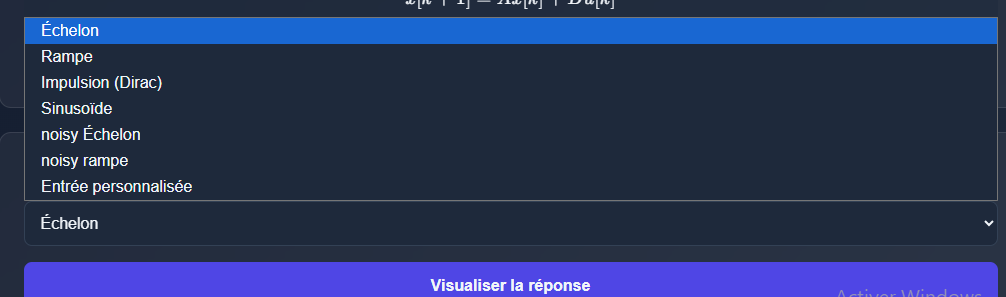 x[k + 1] = Ax[k] + Bu[k]
Échelon
Rampe
Impulsion (Dirac)
Sinusoïde
noisy Échelon
noisy rampe
Entrée personnalisée
Échelon
Visualiser la réponse
Activer Windows